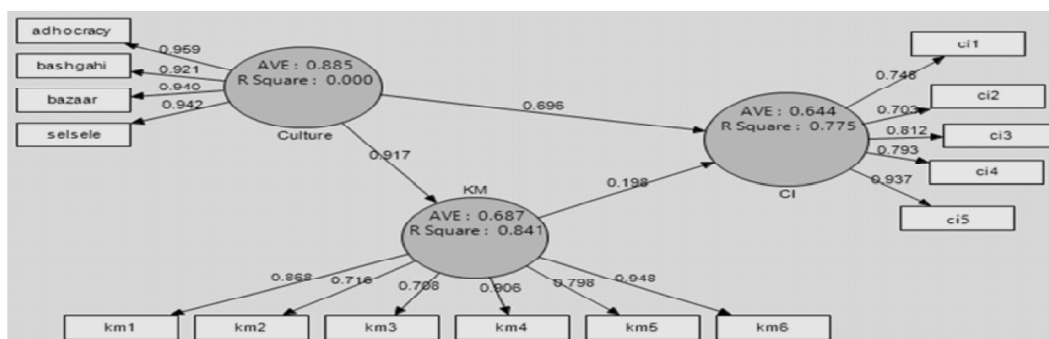 adhocracy
0.959
bashgahi
0.921
bazaar
0.940
selsele
0.942
AVE : 0.885
R Square : 0.000
Culture
0.696
0.917
KM
AVE : 0.687
R Square : 0.841
0.198
AVE : 0.644
R Square : 0.775
CI
ci1
0.746
ci2
0.703
ci3
0.812
ci4
0.793
ci5
0.937
0.868
0.716
0.708
0.906
0.798
0.948
km1
km2
km3
km4
km5
km6